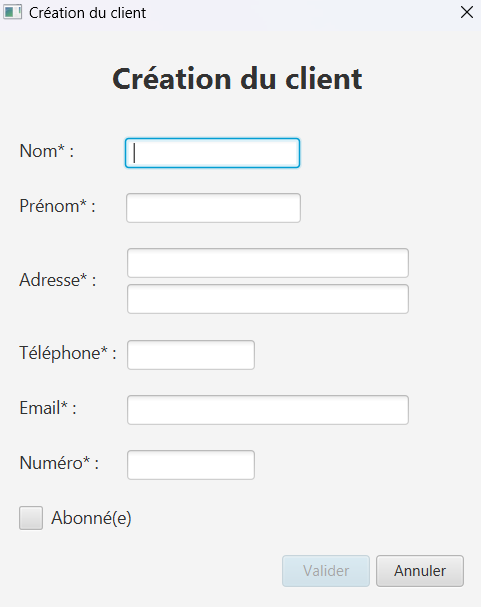 Création du client
Création du client
Nom* :
Prénom* :
Adresse* :
Téléphone* :
Email* :
Numéro* :
Abonné(e)
Valider Annuler